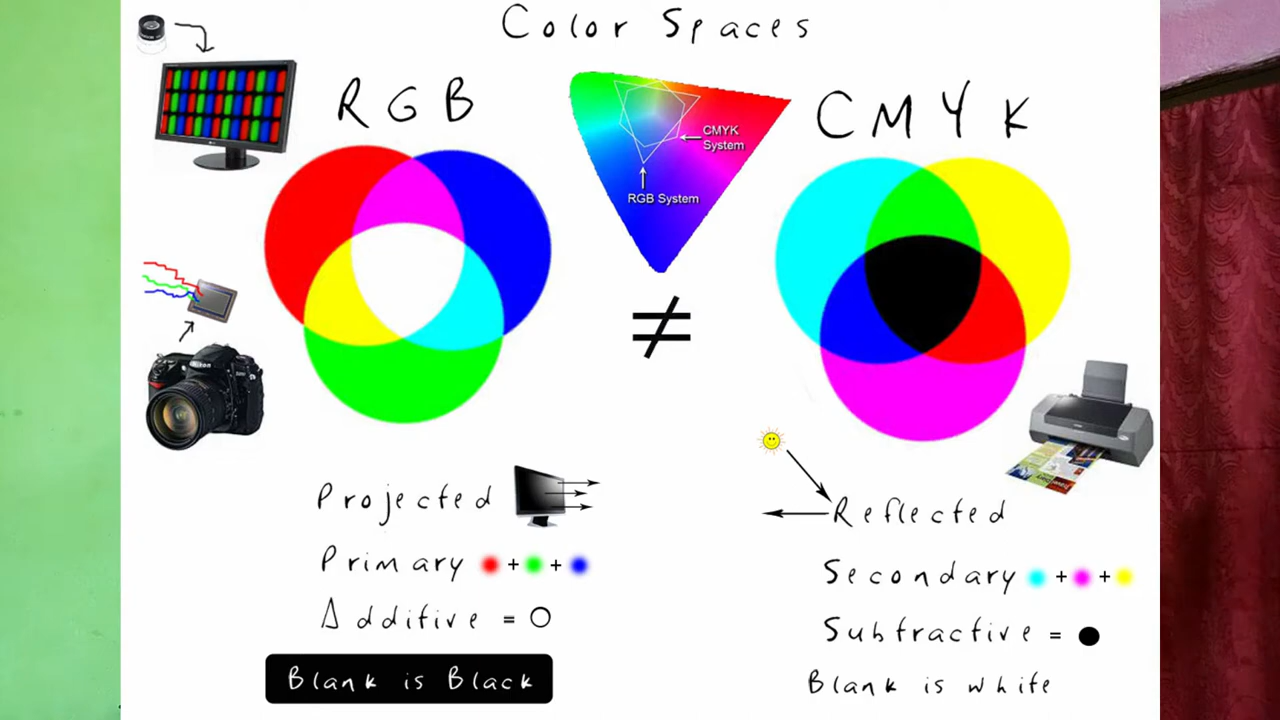 Color Spaces
RGB
CMYK
CMYK
System
RGB System
≠
Nikon
Projected
Primary + +
Additive =
Blank is Black
Reflected
Secondary + +
Subtractive =
Blank is white